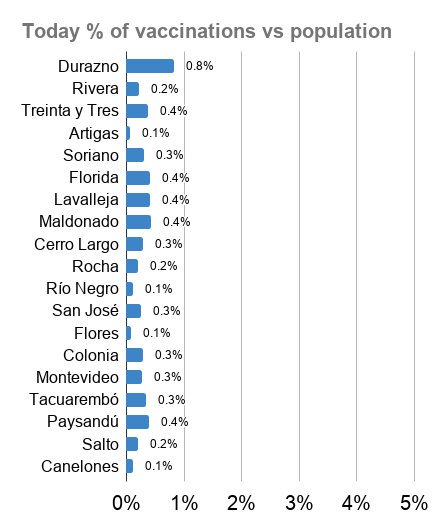 Today % of vaccinations vs population
Durazno 0.8%
Rivera 0.2%
Treinta y Tres 0.4%
Artigas 0.1%
Soriano 0.3%
Florida 0.4%
Lavalleja 0.4%
Maldonado 0.4%
Cerro Largo 0.3%
Rocha 0.2%
Río Negro 0.1%
San José 0.3%
Flores 0.1%
Colonia 0.3%
Montevideo 0.3%
Tacuarembó 0.3%
Paysandú 0.4%
Salto 0.2%
Canelones 0.1%
0% 1% 2% 3% 4% 5%